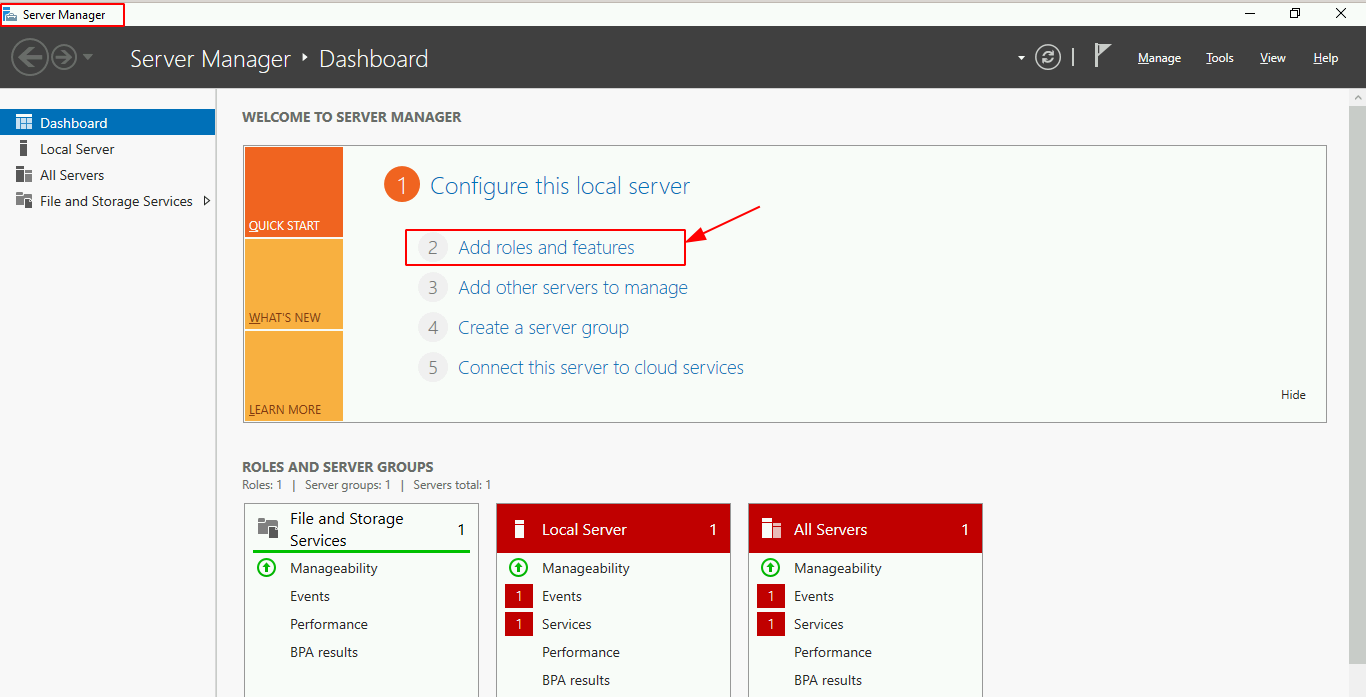 Server Manager
Server Manager ‣ Dashboard
Manage Tools View Help
Dashboard
Local Server
All Servers
File and Storage Services
WELCOME TO SERVER MANAGER
QUICK START
WHAT'S NEW
LEARN MORE
1 Configure this local server
2 Add roles and features
3 Add other servers to manage
4 Create a server group
5 Connect this server to cloud services
Hide
ROLES AND SERVER GROUPS
Roles: 1 | Server groups: 1 | Servers total: 1
File and Storage
Services 1
Manageability
Events
Performance
BPA results
Local Server 1
Manageability
1 Events
1 Services
Performance
BPA results
All Servers 1
Manageability
1 Events
1 Services
Performance
BPA results